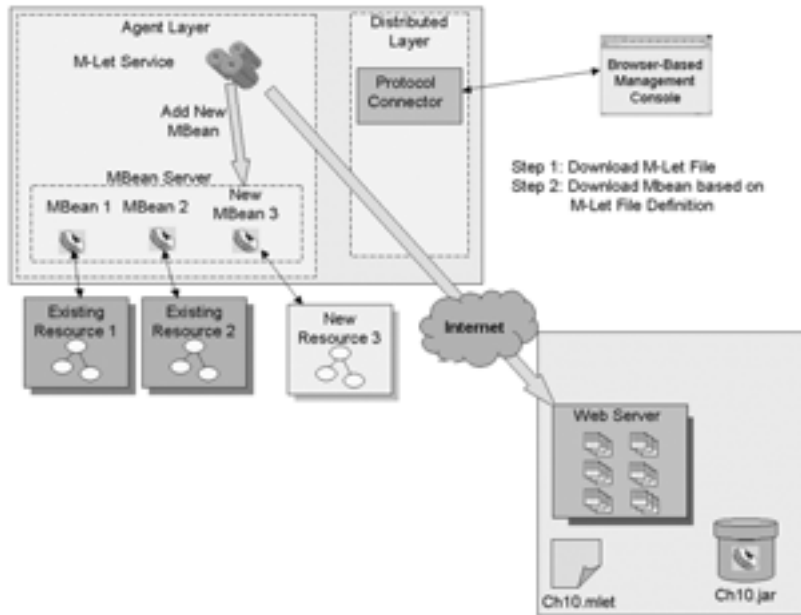 Agent Layer
M-Let Service
Distributed
Layer
Protocol
Connector
Browser-Based
Management
Console
Add New
MBean
Step 1: Download M-Let File
Step 2: Download Mbean based on
M-Let File Definition
MBean Server
MBean 1
MBean 2
New
MBean 3
Existing
Resource 1
Existing
Resource 2
New
Resource 3
Internet
Web Server
Ch10.mlet
Ch10.jar